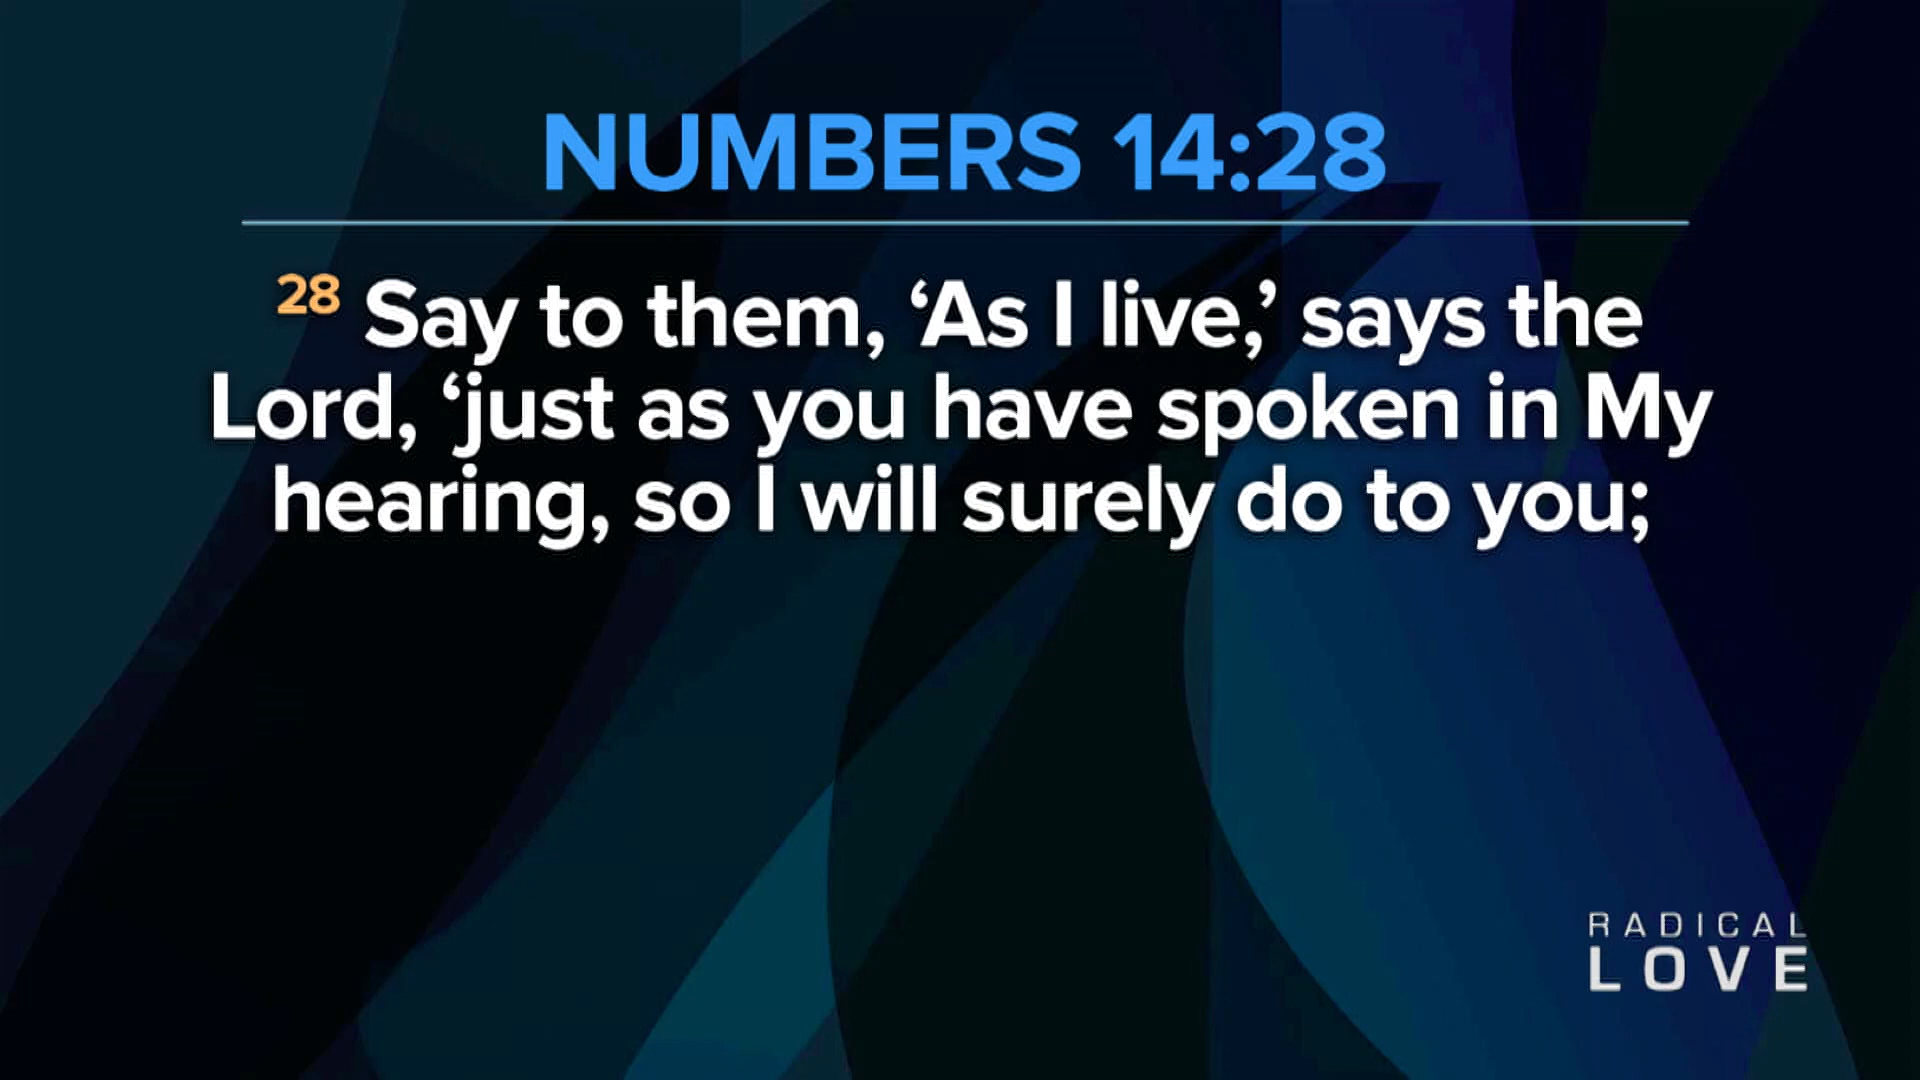 NUMBERS 14:28
28 Say to them, ‘As I live,’ says the
Lord, ‘just as you have spoken in My
hearing, so I will surely do to you;
RADICAL
LOVE